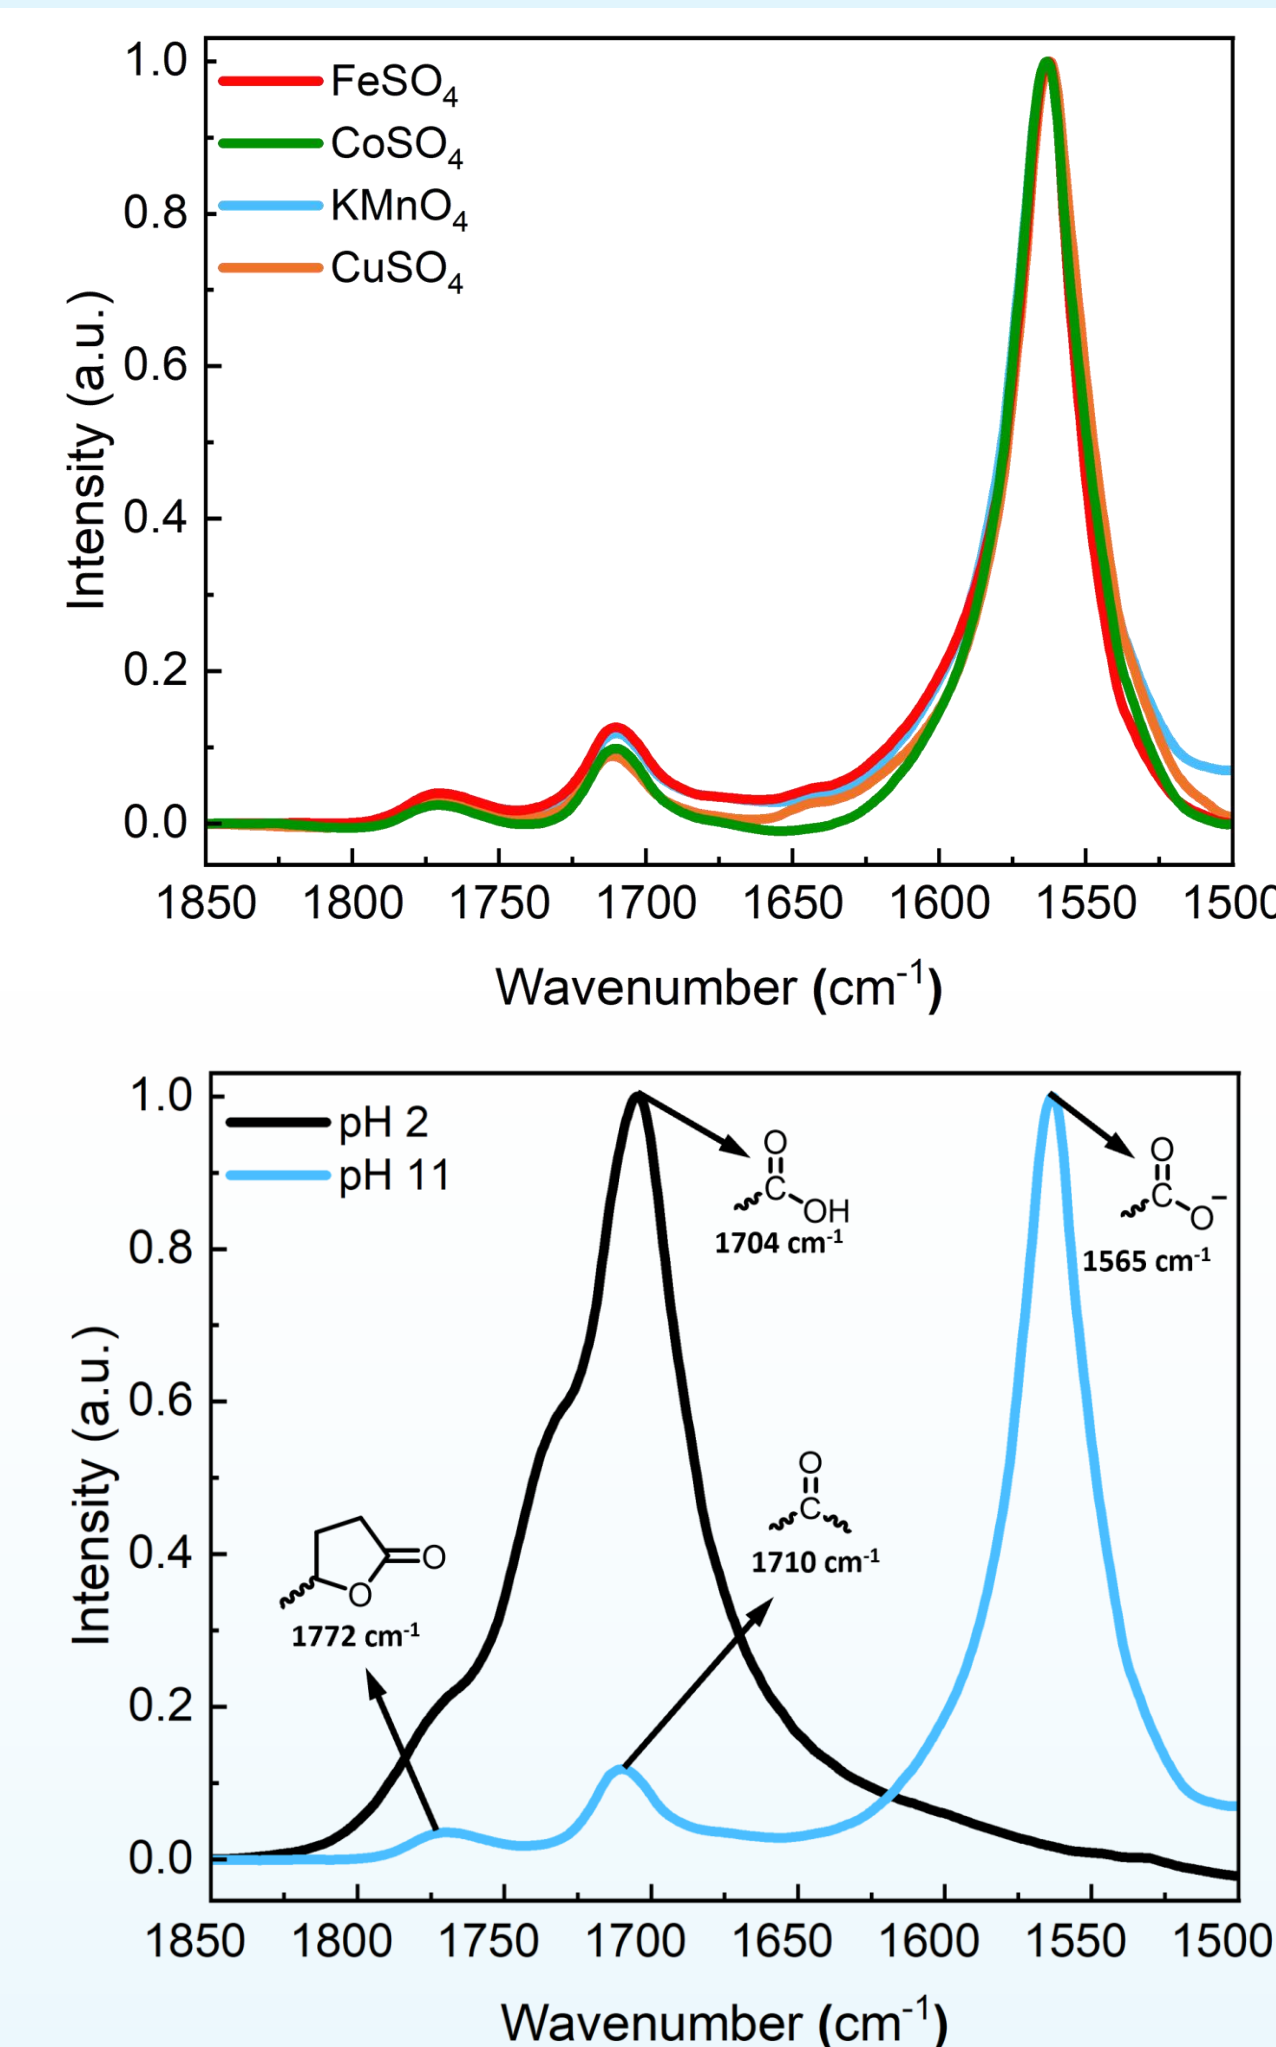 1.0
0.8
0.6
0.4
0.2
0.0
Intensity (a.u.)
FeSO₄
CoSO₄
KMnO₄
CuSO₄
1850 1800 1750 1700 1650 1600 1550 1500
Wavenumber (cm⁻¹)
1.0
0.8
0.6
0.4
0.2
0.0
Intensity (a.u.)
pH 2
pH 11
O
C
OH
1704 cm⁻¹
O
C
O⁻
1565 cm⁻¹
O
C
1710 cm⁻¹
O
O
1772 cm⁻¹
1850 1800 1750 1700 1650 1600 1550 1500
Wavenumber (cm⁻¹)